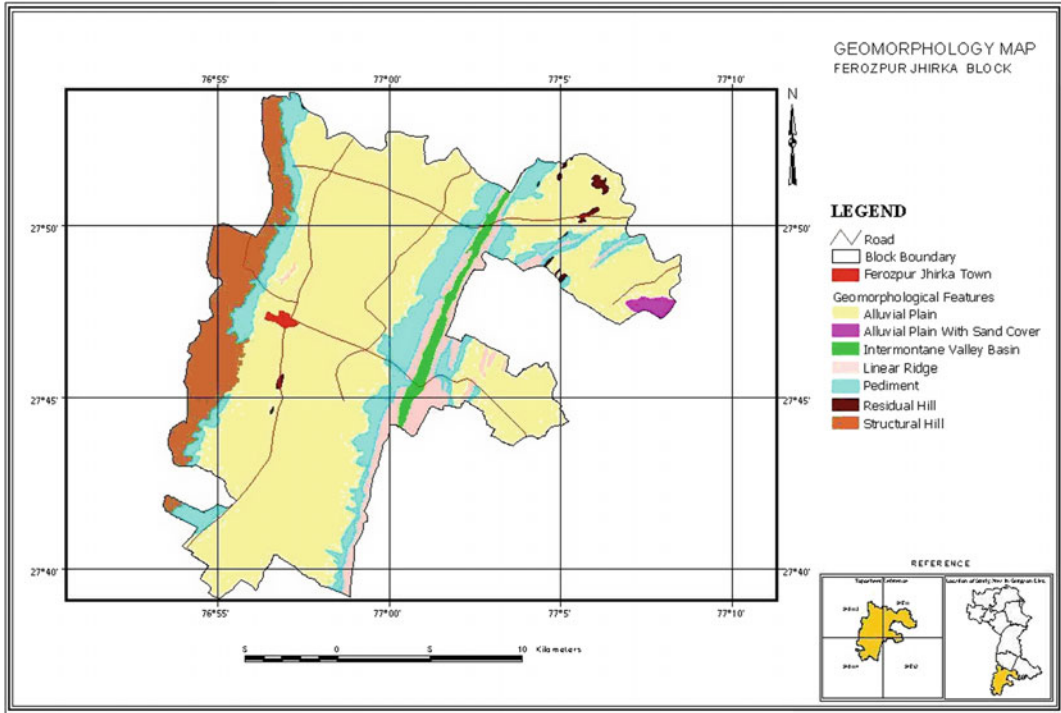 GEOMORPHOLOGY MAP
FEROZPUR JHIRKA BLOCK
76°55' 77°00' 77°5' 77°10'
N
27°50' 27°50'
27°45' 27°45'
27°40' 27°40'
76°55' 77°00' 77°5' 77°10'
5 0 5 10 Kilometers
LEGEND
Road
Block Boundary
Ferozpur Jhirka Town
Geomorphological Features
Alluvial Plain
Alluvial Plain With Sand Cover
Intermontane Valley Basin
Linear Ridge
Pediment
Residual Hill
Structural Hill
REFERENCE